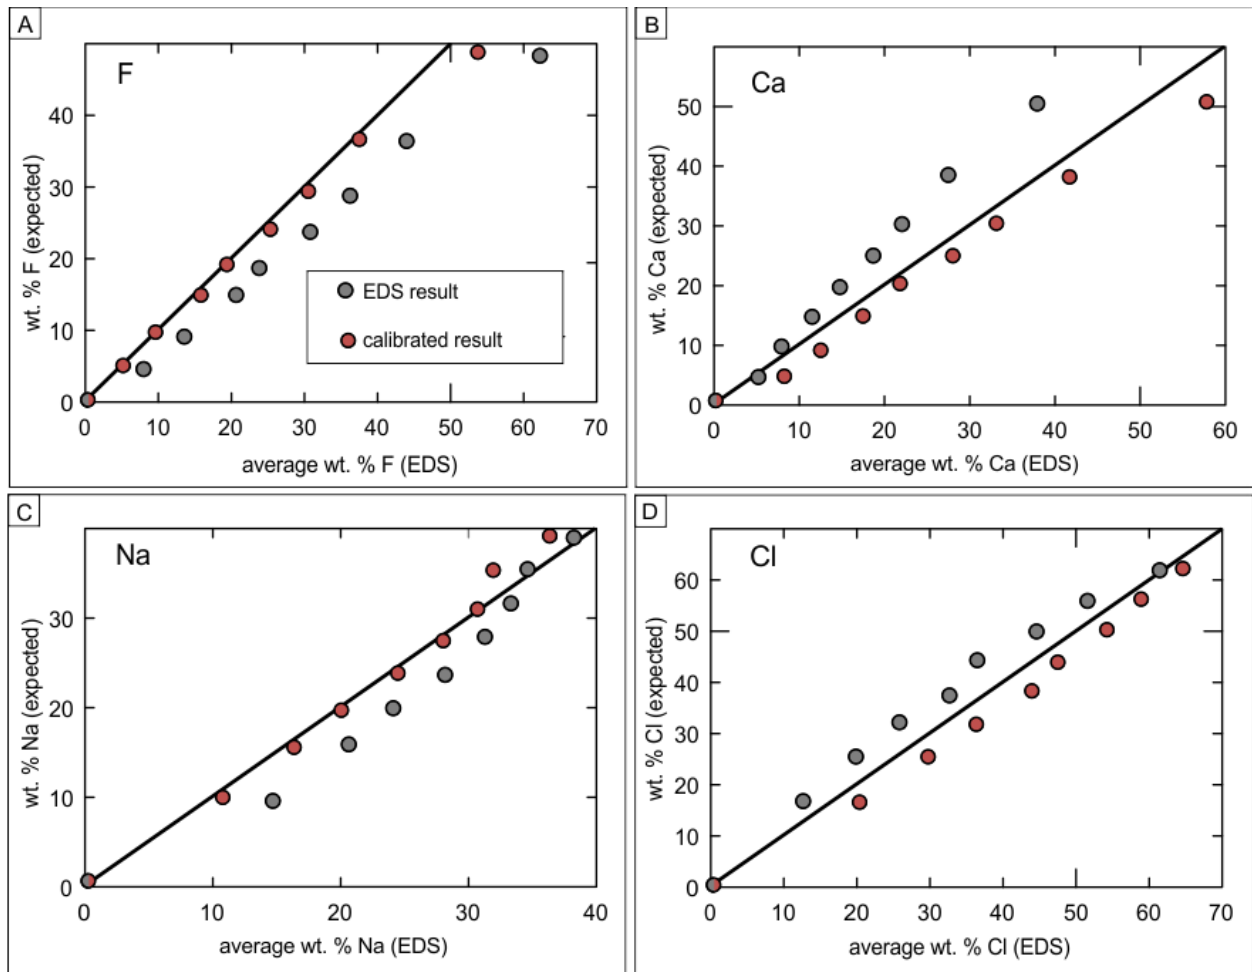 A
F
wt. % F (expected)
40
30
20
10
0
0 10 20 30 40 50 60 70
average wt. % F (EDS)
EDS result
calibrated result
B
Ca
wt. % Ca (expected)
50
40
30
20
10
0
0 10 20 30 40 50 60
average wt. % Ca (EDS)
C
Na
wt. % Na (expected)
30
20
10
0
0 10 20 30 40
average wt. % Na (EDS)
D
Cl
wt. % Cl (expected)
60
50
40
30
20
10
0
0 10 20 30 40 50 60 70
average wt. % Cl (EDS)